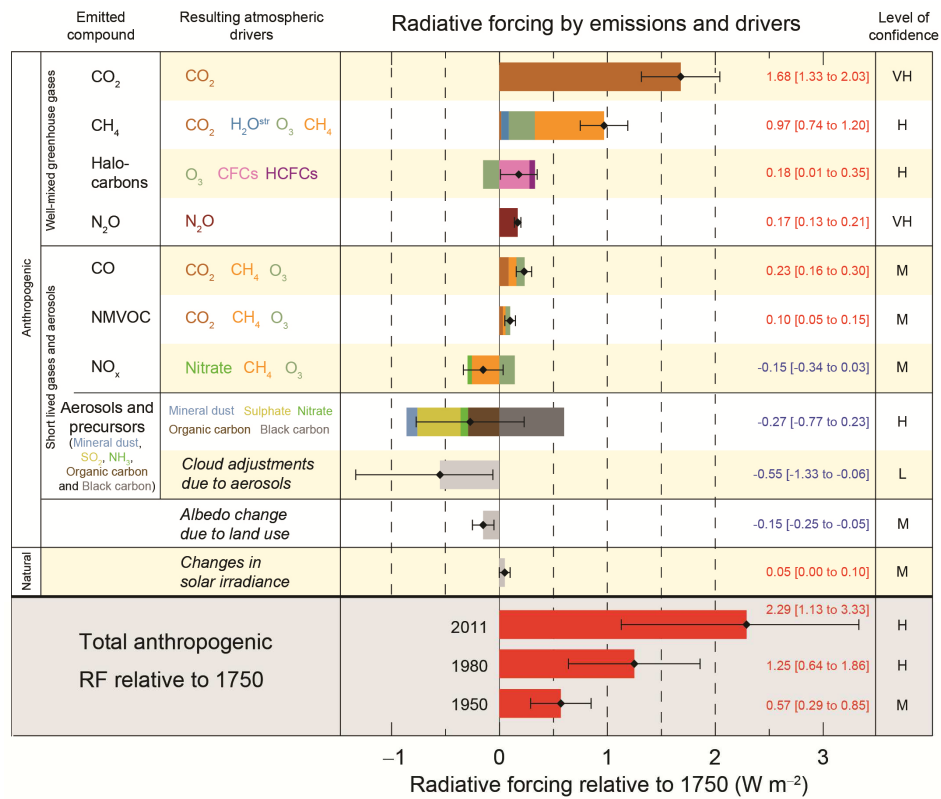 Emitted compound
Resulting atmospheric drivers
Radiative forcing by emissions and drivers
Level of confidence
Anthropogenic
Well-mixed greenhouse gases
CO₂
CO₂
1.68 [1.33 to 2.03]
VH
CH₄
CO₂ H₂Oˢᵗʳ O₃ CH₄
0.97 [0.74 to 1.20]
H
Halo-
carbons
O₃ CFCs HCFCs
0.18 [0.01 to 0.35]
H
N₂O
N₂O
0.17 [0.13 to 0.21]
VH
Short lived gases and aerosols
CO
CO₂ CH₄ O₃
0.23 [0.16 to 0.30]
M
NMVOC
CO₂ CH₄ O₃
0.10 [0.05 to 0.15]
M
NOₓ
Nitrate CH₄ O₃
-0.15 [-0.34 to 0.03]
M
Aerosols and
precursors
(Mineral dust,
SO₂, NH₃,
Organic carbon
and Black carbon)
Mineral dust Sulphate Nitrate
Organic carbon Black carbon
-0.27 [-0.77 to 0.23]
H
Cloud adjustments
due to aerosols
-0.55 [-1.33 to -0.06]
L
Albedo change
due to land use
-0.15 [-0.25 to -0.05]
M
Natural
Changes in
solar irradiance
0.05 [0.00 to 0.10]
M
Total anthropogenic
RF relative to 1750
2011
2.29 [1.13 to 3.33]
H
1980
1.25 [0.64 to 1.86]
H
1950
0.57 [0.29 to 0.85]
M
–1 0 1 2 3
Radiative forcing relative to 1750 (W m⁻²)